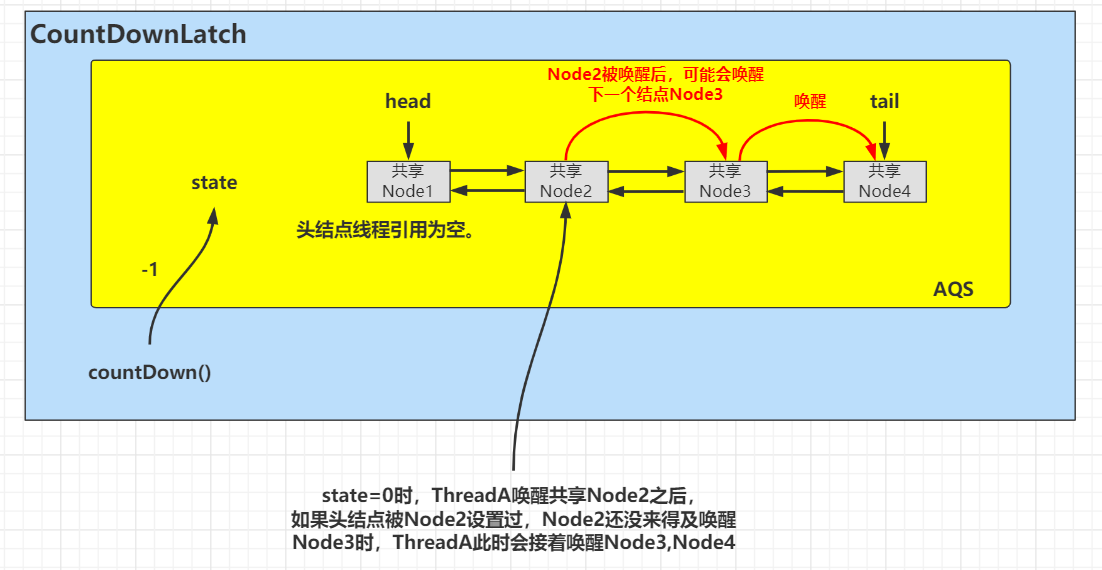 CountDownLatch
Node2被唤醒后，可能会唤醒
下一个结点Node3
唤醒
head
tail
state
共享
Node1
共享
Node2
共享
Node3
共享
Node4
头结点线程引用为空。
-1
AQS
countDown()
state=0时，ThreadA唤醒共享Node2之后，
如果头结点被Node2设置过，Node2还没来得及唤醒
Node3时，ThreadA此时会接着唤醒Node3,Node4